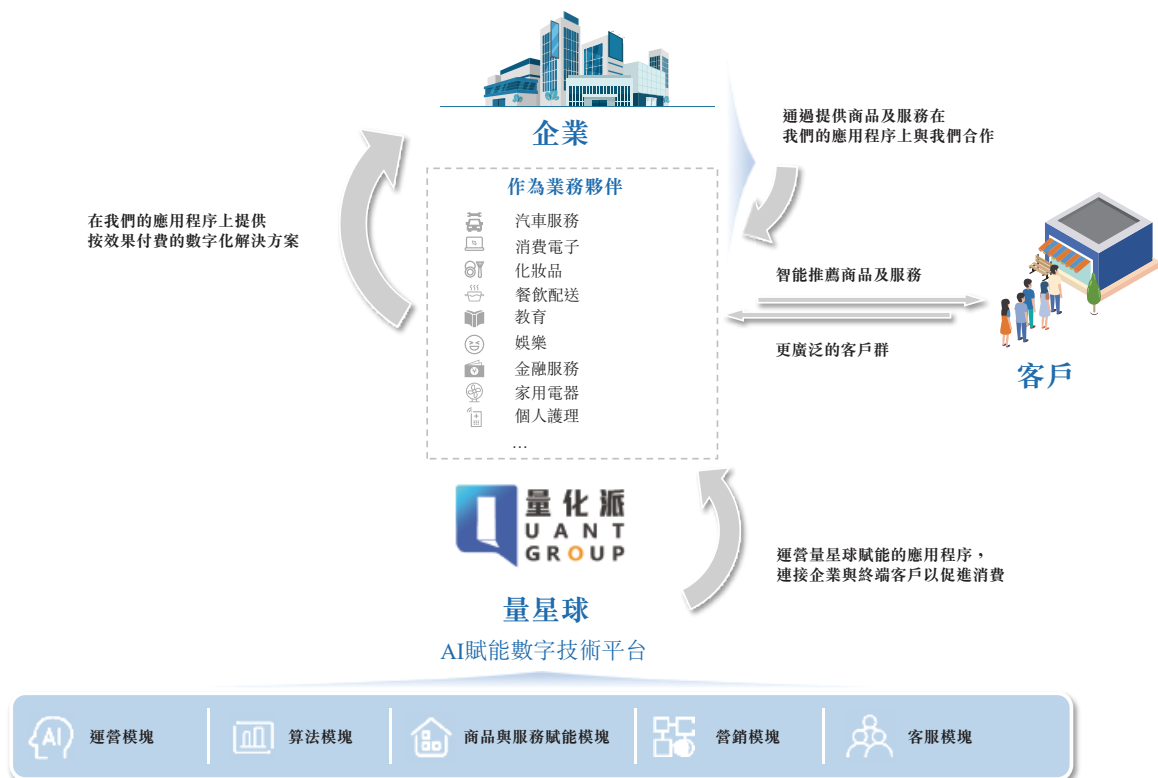 企業
通過提供商品及服務在
我們的應用程序上與我們合作
作為業務夥伴
汽車服務
消費電子
化妝品
餐飲配送
教育
娛樂
金融服務
家用電器
個人護理
…
在我們的應用程序上提供
按效果付費的數字化解決方案
智能推薦商品及服務
更廣泛的客戶群
客戶
量化派
UANT
GROUP
運營量星球賦能的應用程序，
連接企業與終端客戶以促進消費
量星球
AI賦能數字技術平台
AI
運營模塊
算法模塊
商品與服務賦能模塊
營銷模塊
客服模塊